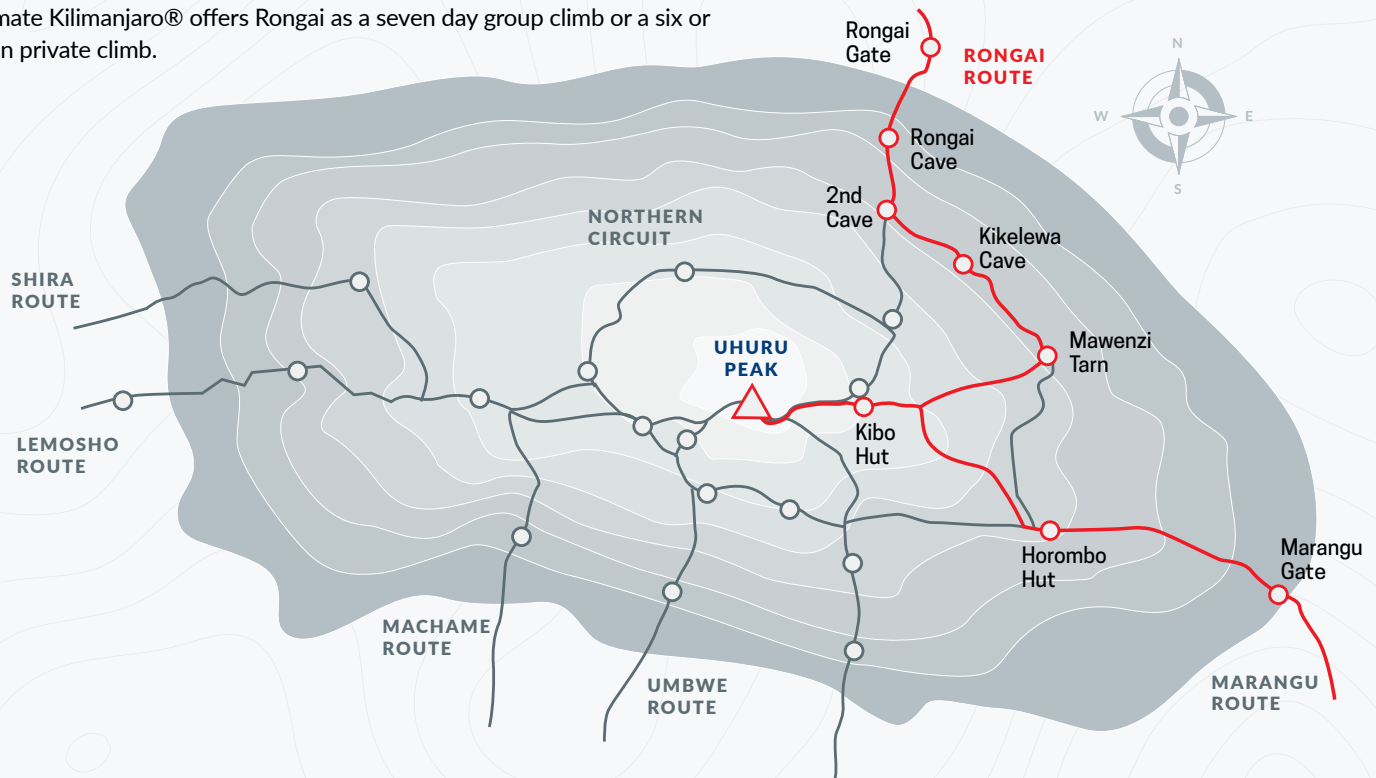 mate Kilimanjaro® offers Rongai as a seven day group climb or a six or
n private climb.
Rongai
Gate
RONGAI
ROUTE
N
W
E
S
Rongai
Cave
2nd
Cave
NORTHERN
CIRCUIT
Kikelewa
Cave
SHIRA
ROUTE
UHURU
PEAK
Mawenzi
Tarn
LEMOSHO
ROUTE
Kibo
Hut
Horombo
Hut
Marangu
Gate
MACHAME
ROUTE
UMBWE
ROUTE
MARANGU
ROUTE